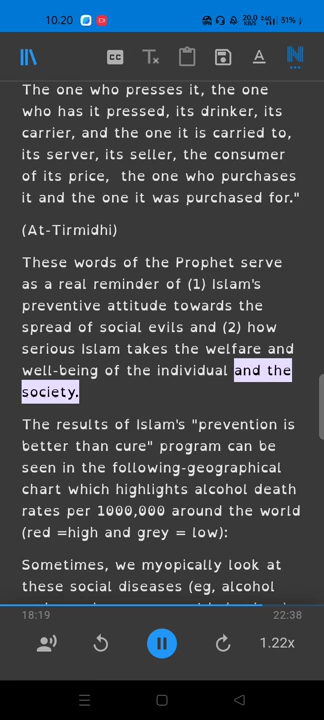 10.20
20.0 KB/S
31%
CC
The one who presses it, the one
who has it pressed, its drinker, its
carrier, and the one it is carried to,
its server, its seller, the consumer
of its price, the one who purchases
it and the one it was purchased for."
(At-Tirmidhi)
These words of the Prophet serve
as a real reminder of (1) Islam's
preventive attitude towards the
spread of social evils and (2) how
serious Islam takes the welfare and
well-being of the individual and the
society.
The results of Islam's "prevention is
better than cure" program can be
seen in the following-geographical
chart which highlights alcohol death
rates per 1000,000 around the world
(red =high and grey = low):
Sometimes, we myopically look at
these social diseases (eg, alcohol
18:19
22:38
1.22x